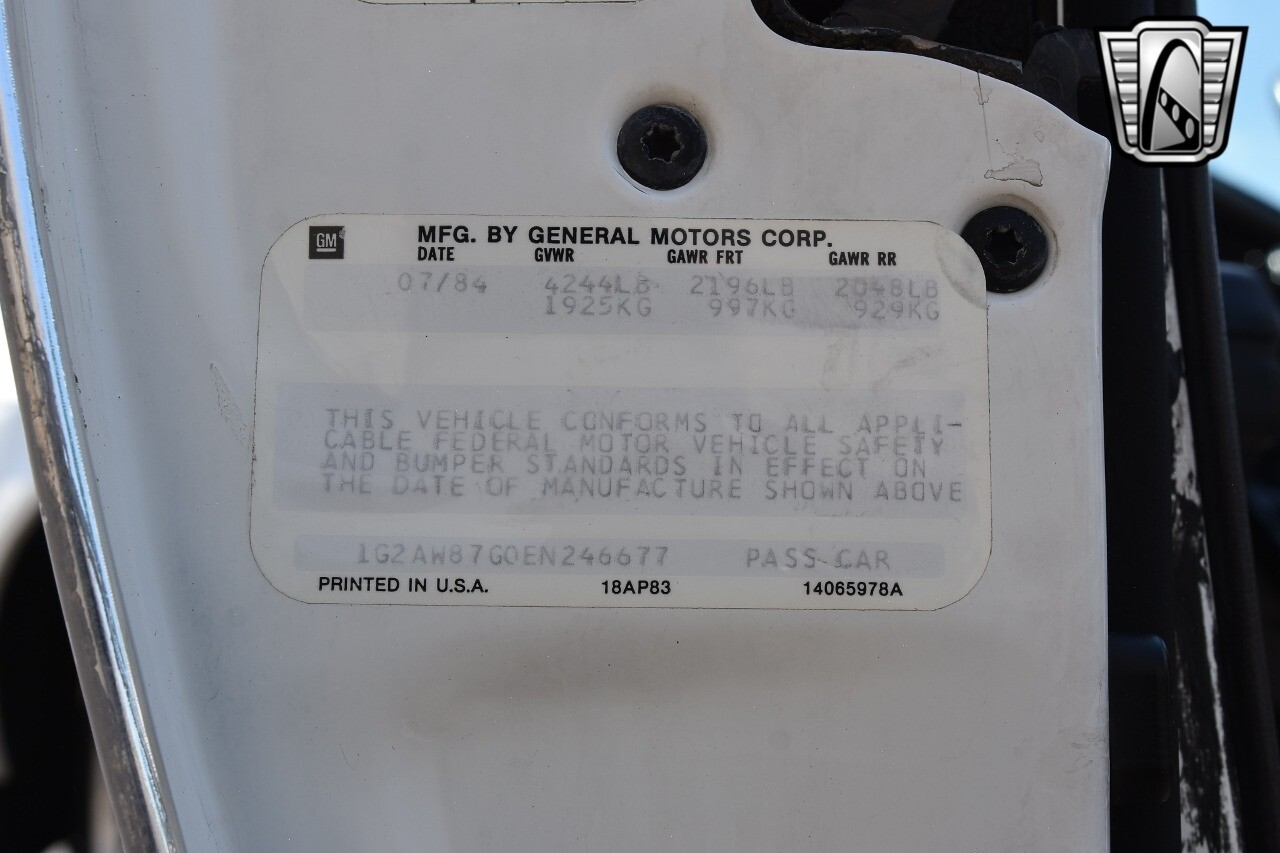 GM
MFG. BY GENERAL MOTORS CORP.
DATE GVWR GAWR FRT GAWR RR
07/84 4244LB 2196LB 2048LB
1925KG 997KG 929KG
THIS VEHICLE CONFORMS TO ALL APPLI-
CABLE FEDERAL MOTOR VEHICLE SAFETY
AND BUMPER STANDARDS IN EFFECT ON
THE DATE OF MANUFACTURE SHOWN ABOVE
1G2AW87G0EN246677 PASS CAR
PRINTED IN U.S.A. 18AP83 14065978A